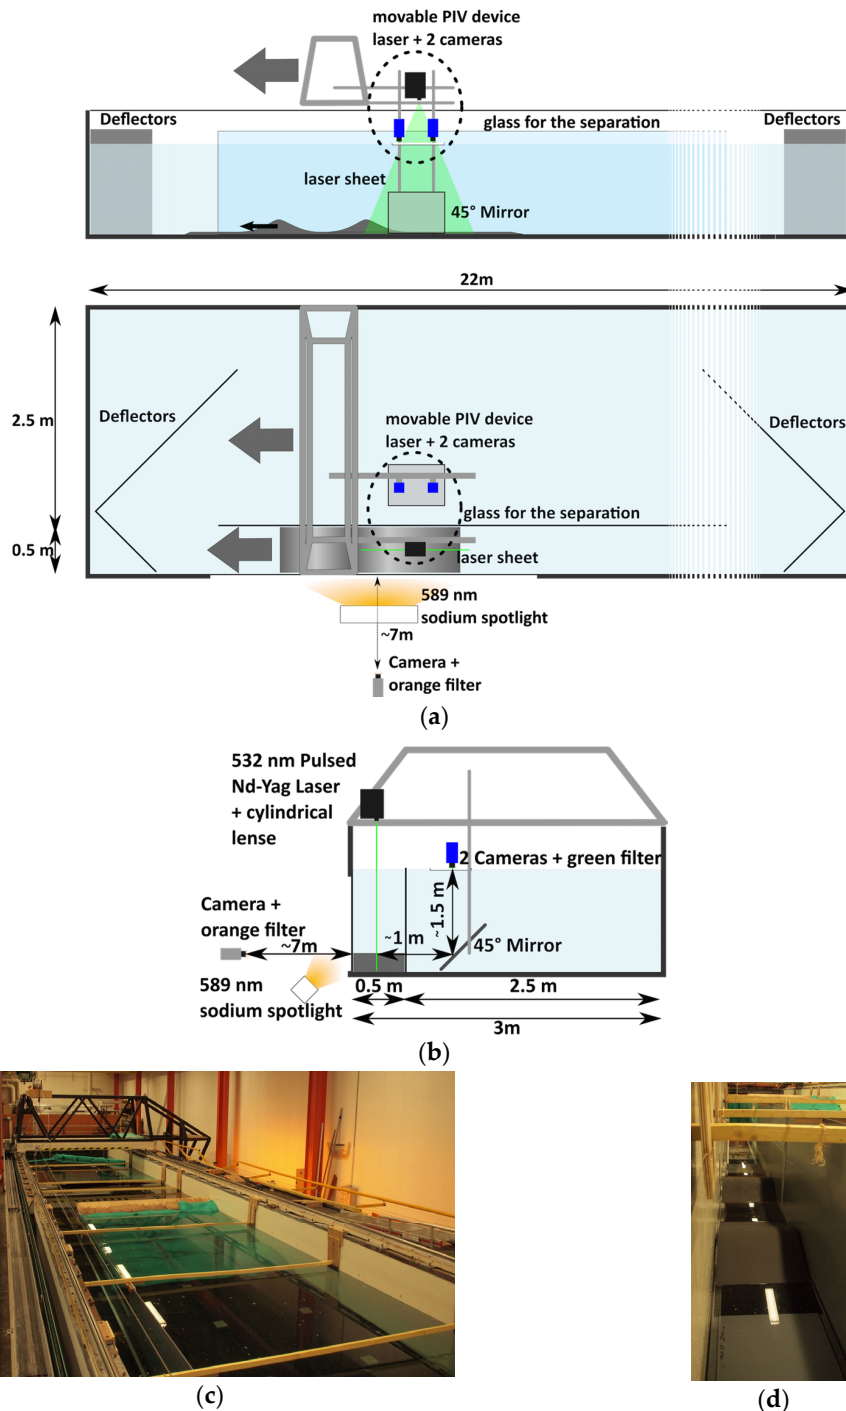 movable PIV device
laser + 2 cameras
Deflectors
glass for the separation
Deflectors
laser sheet
45° Mirror
22m
2.5 m
Deflectors
movable PIV device
laser + 2 cameras
Deflectors
glass for the separation
0.5 m
laser sheet
589 nm
sodium spotlight
~7m
Camera +
orange filter
(a)
532 nm Pulsed
Nd-Yag Laser
+ cylindrical
lense
2 Cameras + green filter
~1.5 m
Camera +
orange filter
~7m
~1 m
45° Mirror
589 nm
sodium spotlight
0.5 m
2.5 m
3m
(b)
(c)
(d)